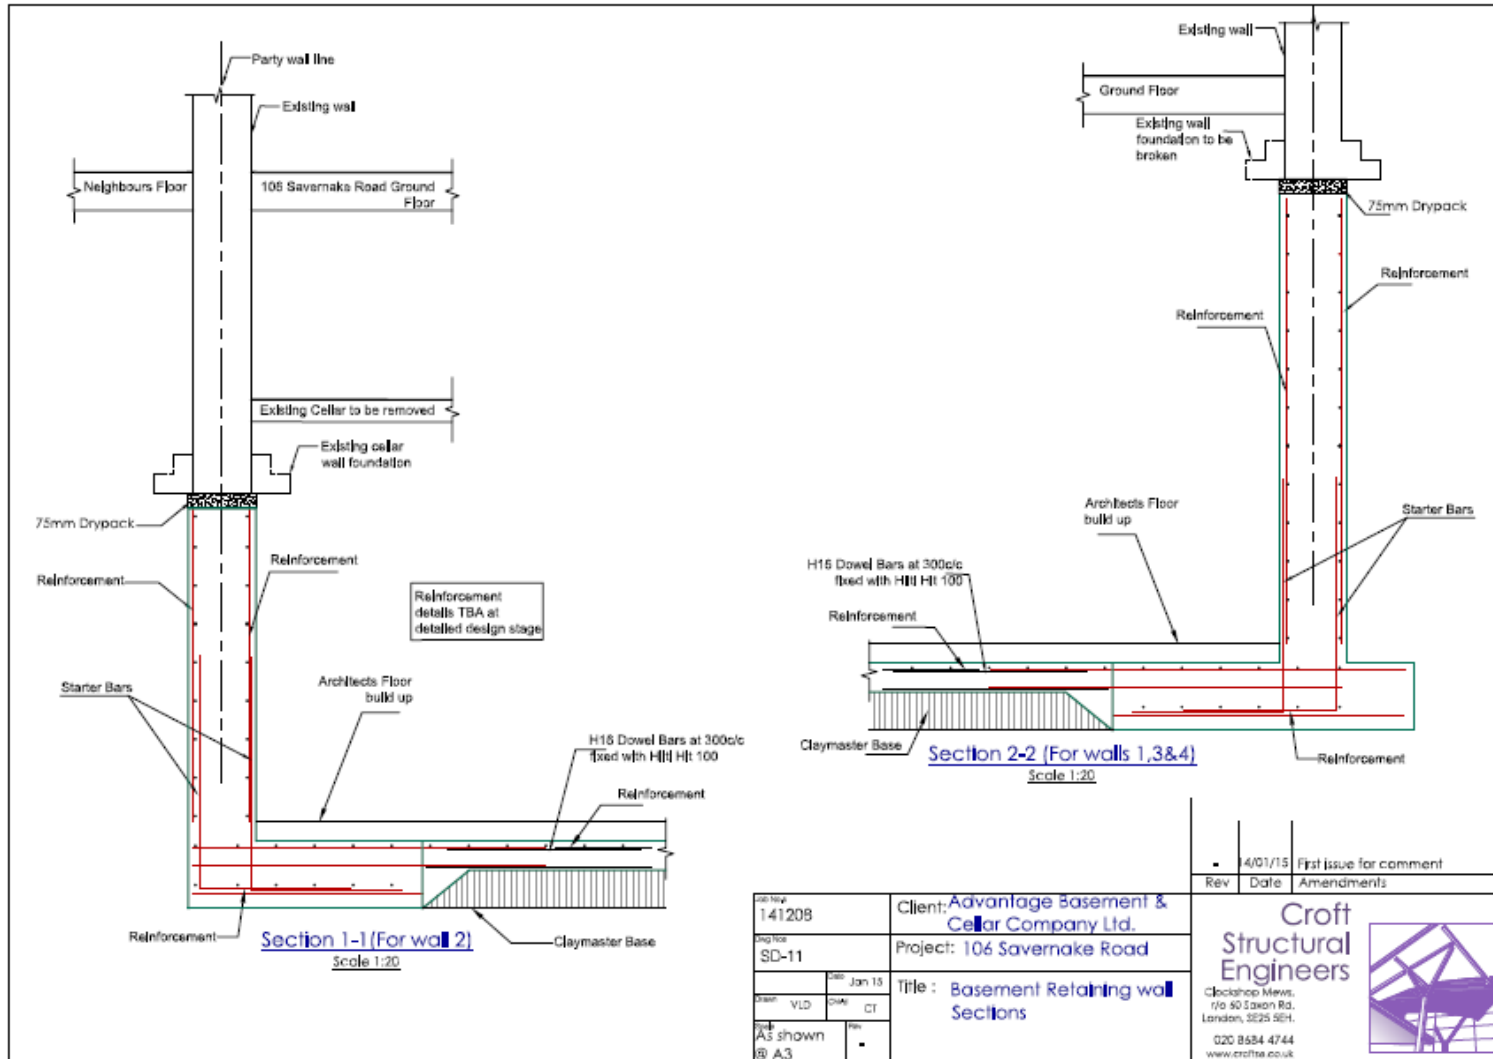 Party wall line
Existing wall
Neighbours Floor
106 Savernake Road Ground
Floor
Existing Cellar to be removed
Existing cellar
wall foundation
75mm Drypack
Reinforcement
Reinforcement
Reinforcement
details TBA at
detailed design stage
Starter Bars
Architects Floor
build up
H16 Dowel Bars at 300c/c
fixed with Hilti Hit 100
Reinforcement
Reinforcement
Claymaster Base
Section 1-1(For wall 2)
Scale 1:20
Existing wall
Ground Floor
Existing wall
foundation to be
broken
75mm Drypack
Reinforcement
Reinforcement
Architects Floor
build up
Starter Bars
H16 Dowel Bars at 300c/c
fixed with Hilti Hit 100
Reinforcement
Claymaster Base
Reinforcement
Section 2-2 (For walls 1,3&4)
Scale 1:20
- 14/01/15 First issue for comment
Rev Date Amendments
141208
SD-11
Date Jan 15
Drawn VLD
CT
As shown
@ A3
Rev
-
Client: Advantage Basement &
Cellar Company Ltd.
Project: 106 Savernake Road
Title : Basement Retaining wall
Sections
Croft
Structural
Engineers
Clockshop Mews,
r/o 60 Saxon Rd,
London, SE25 5EH.
020 8684 4744
www.croftse.co.uk